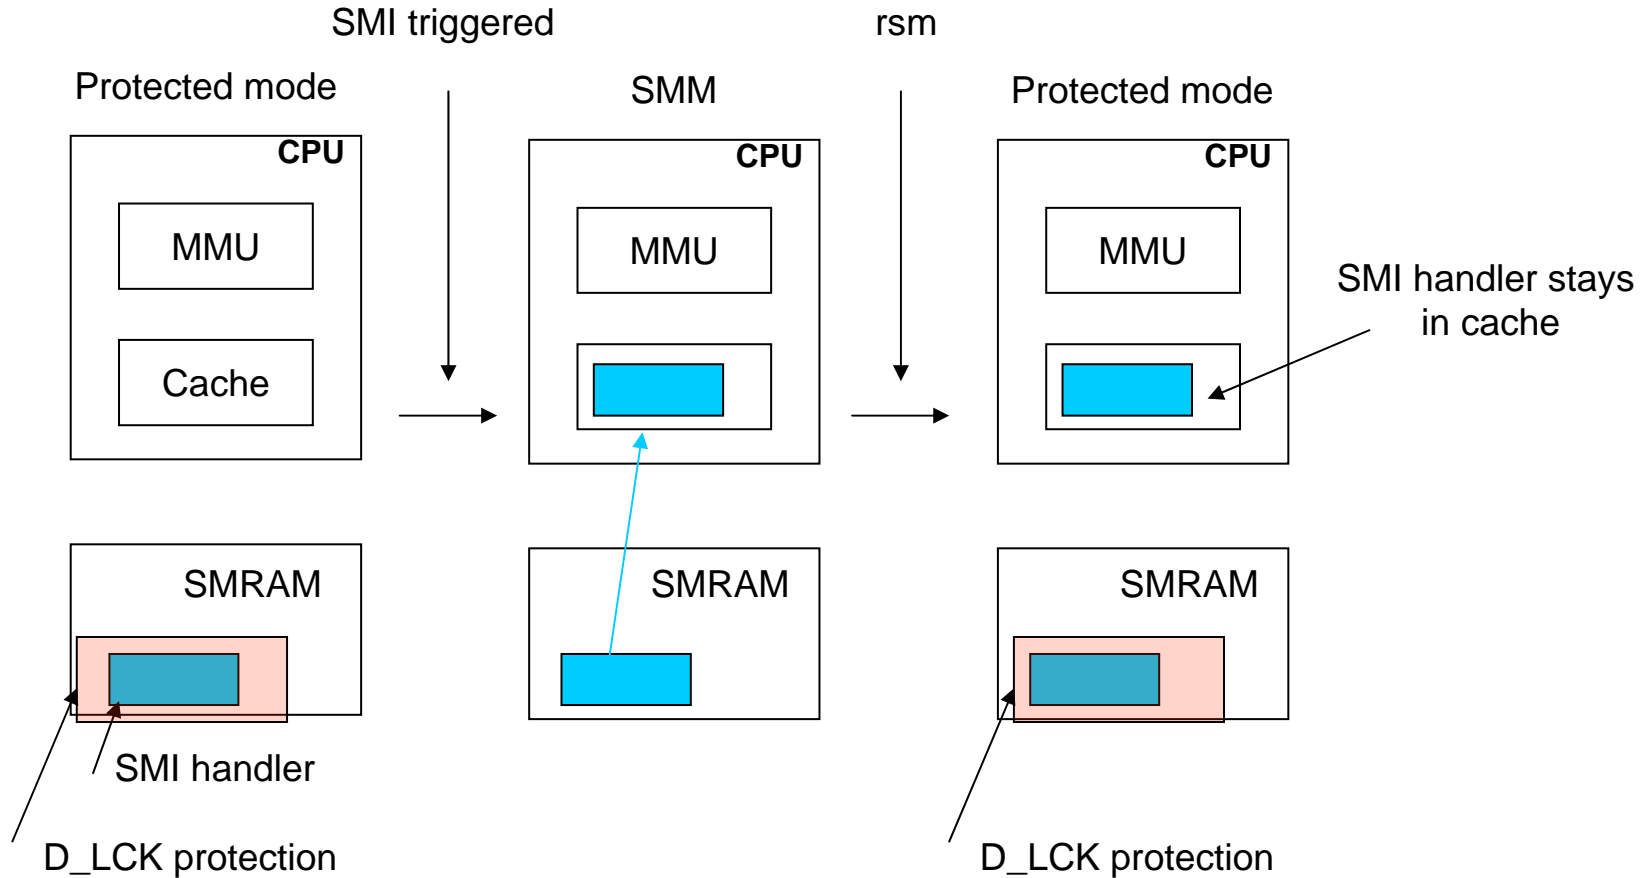 SMI triggered
rsm
Protected mode
SMM
Protected mode
CPU
CPU
CPU
MMU
MMU
MMU
SMI handler stays
in cache
Cache
SMRAM
SMRAM
SMRAM
SMI handler
D_LCK protection
D_LCK protection